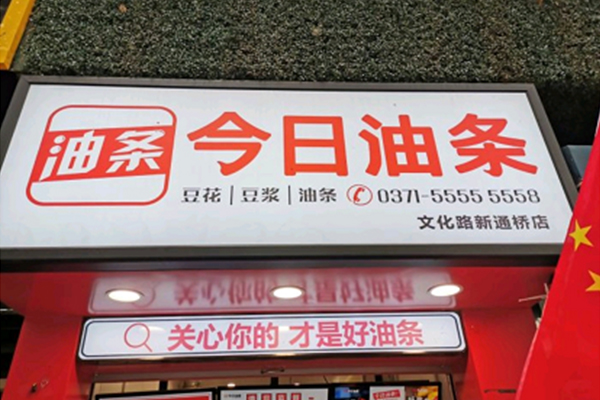 油条
今日油条
豆花|豆浆|油条 0371-5555 5558
文化路新通桥店
关心你的 才是好油条